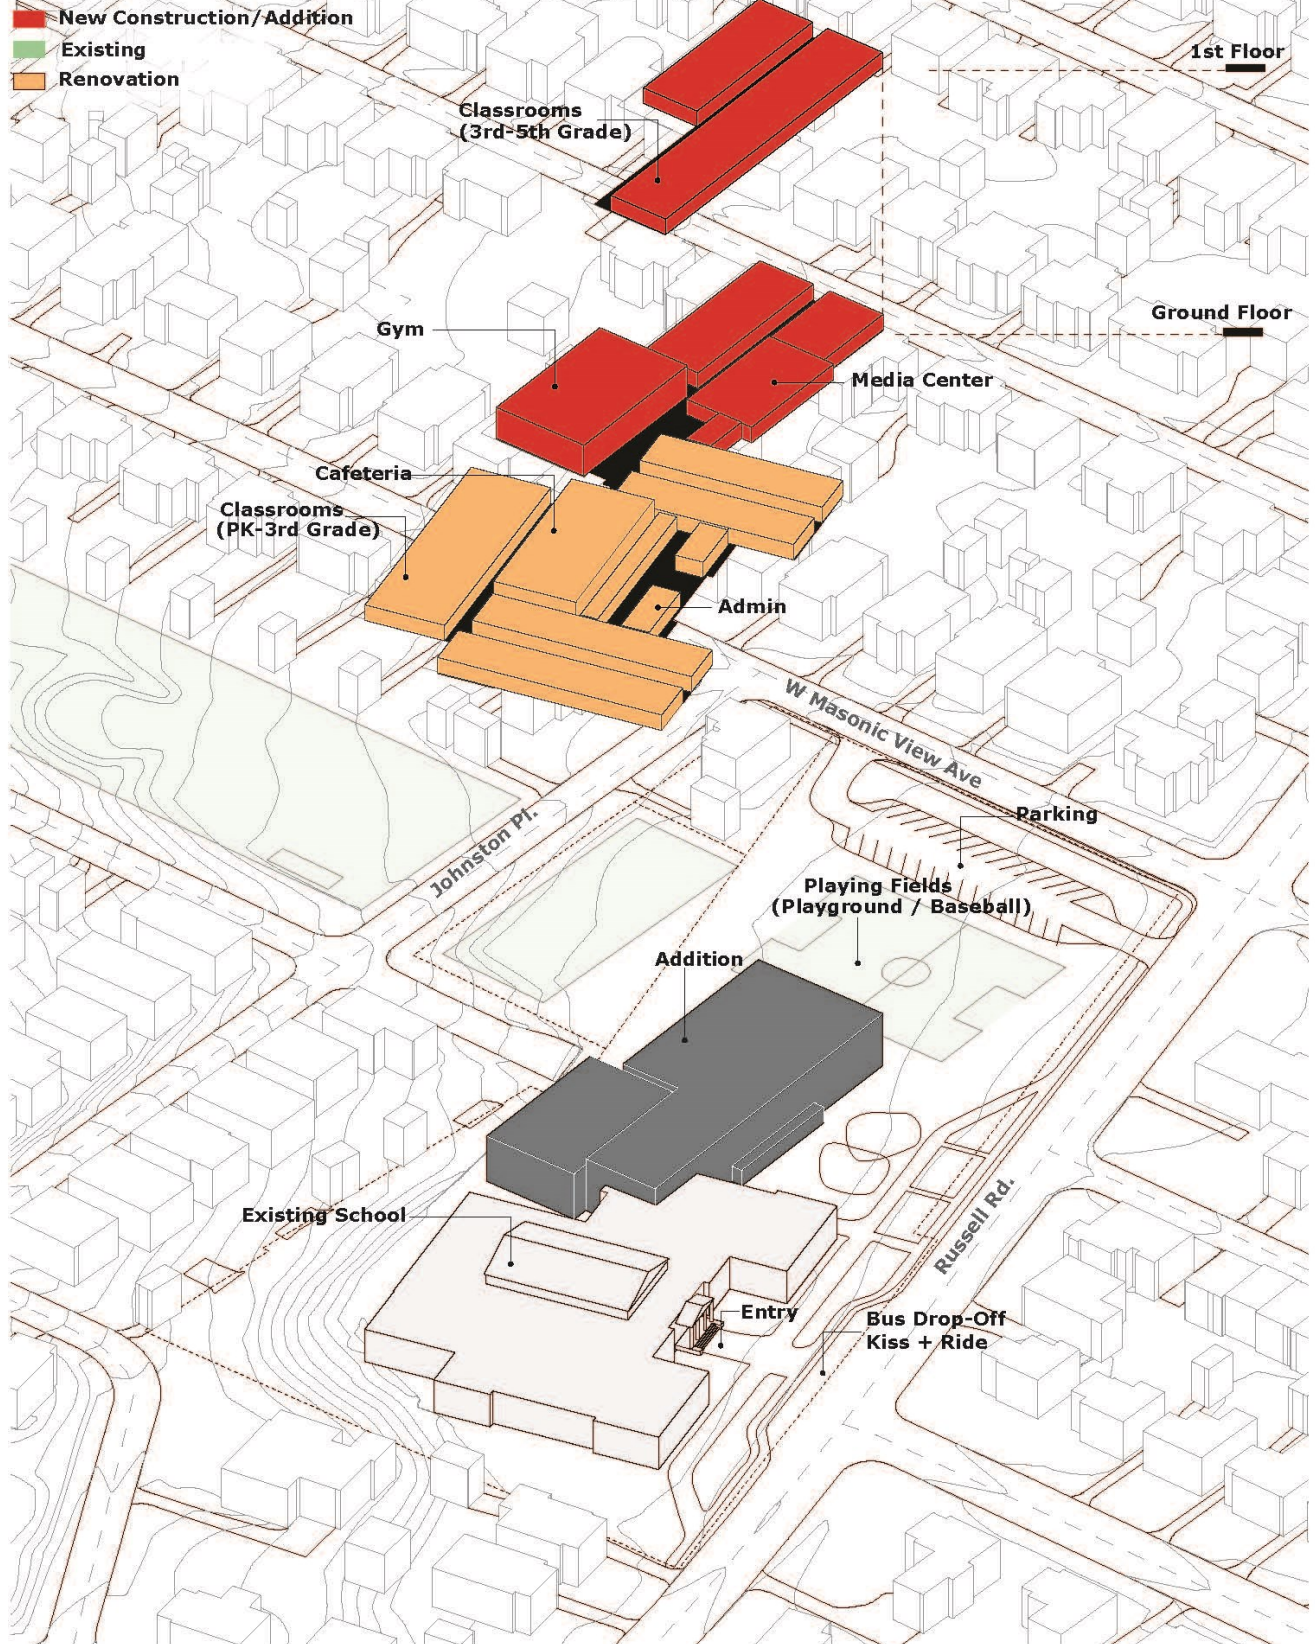 New Construction/Addition
Existing
Renovation
1st Floor
Classrooms
(3rd-5th Grade)
Ground Floor
Gym
Media Center
Cafeteria
Classrooms
(PK-3rd Grade)
Admin
W Masonic View Ave
Johnston Pl.
Parking
Playing Fields
(Playground / Baseball)
Addition
Existing School
Russell Rd.
Entry
Bus Drop-Off
Kiss + Ride